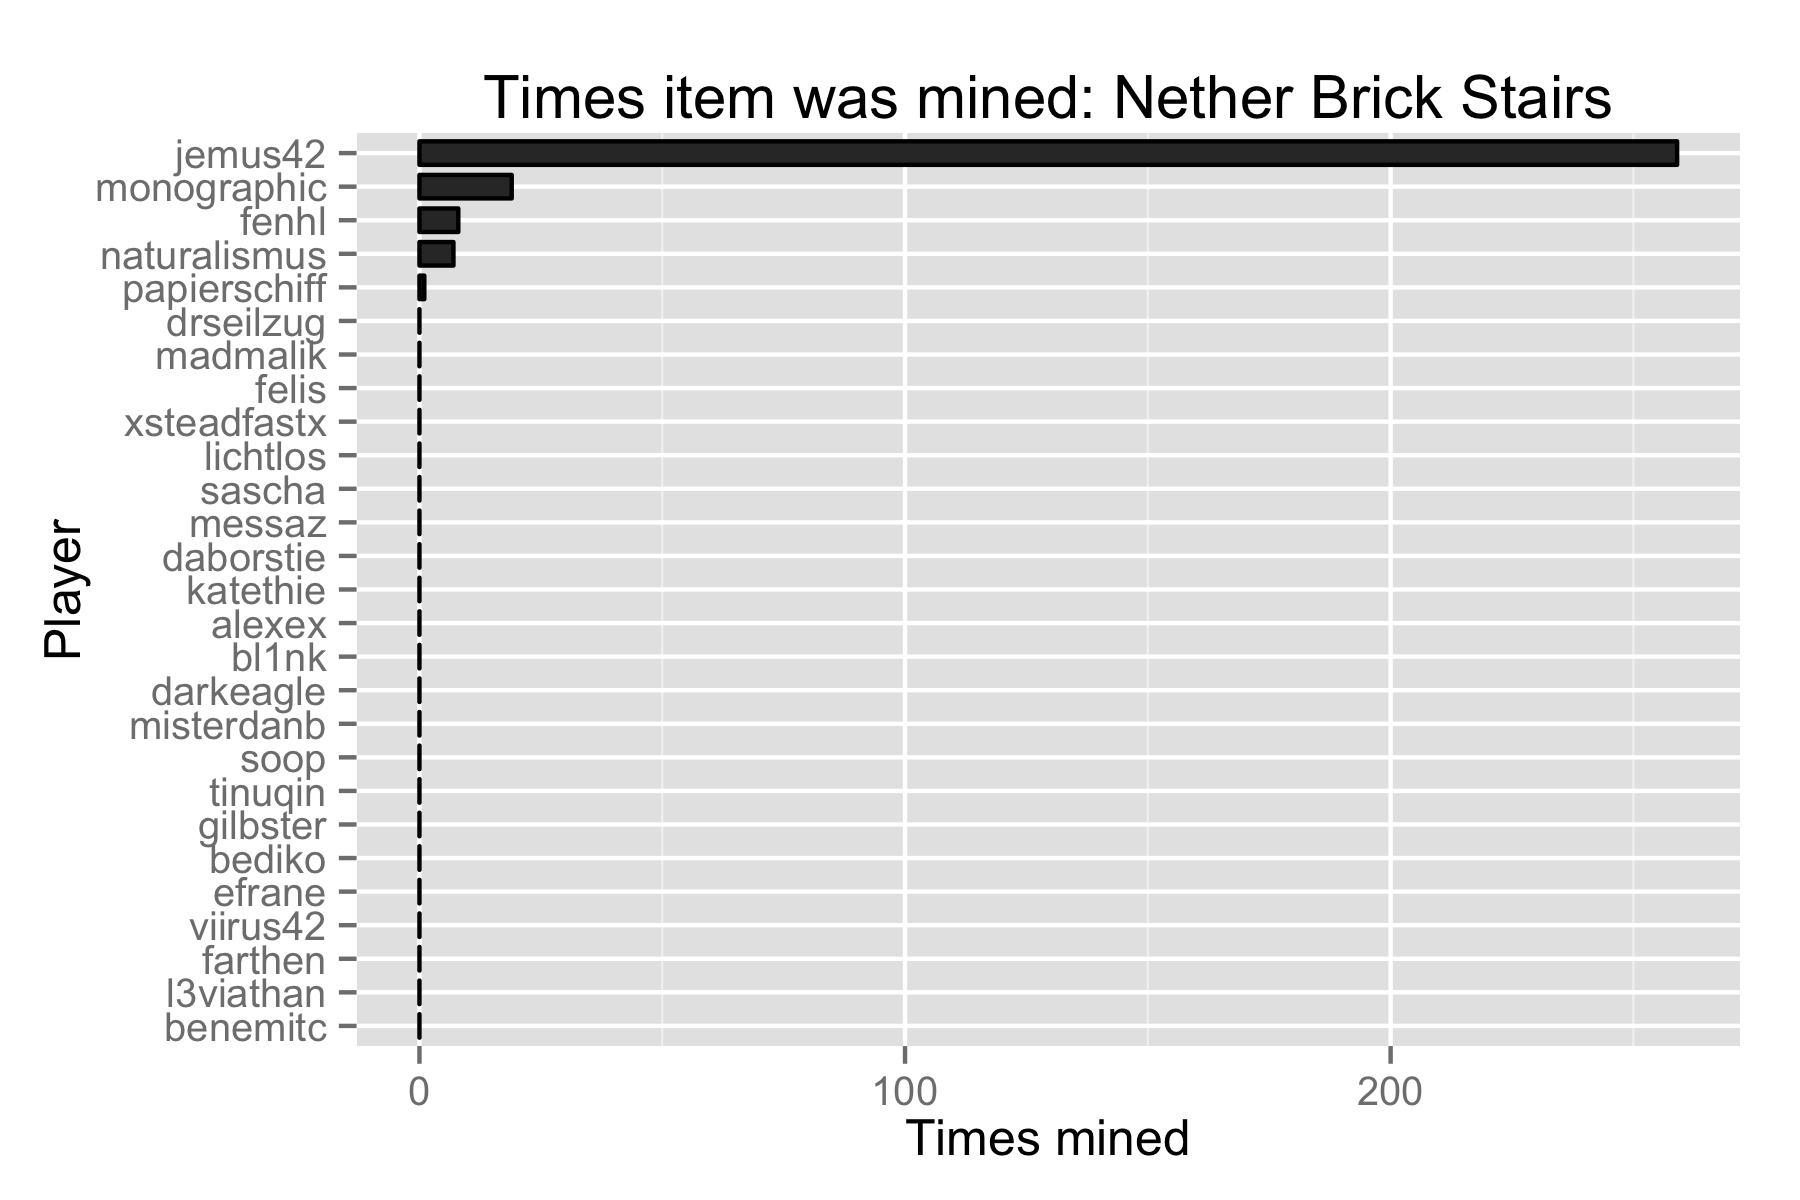 Times item was mined: Nether Brick Stairs
jemus42
monographic
fenhl
naturalismus
papierschiff
drseilzug
madmalik
felis
xsteadfastx
lichtlos
sascha
messaz
daborstie
katethie
alexex
bl1nk
darkeagle
misterdanb
soop
tinuqin
gilbster
bediko
efrane
viirus42
farthen
l3viathan
benemitc
Player
0 100 200
Times mined